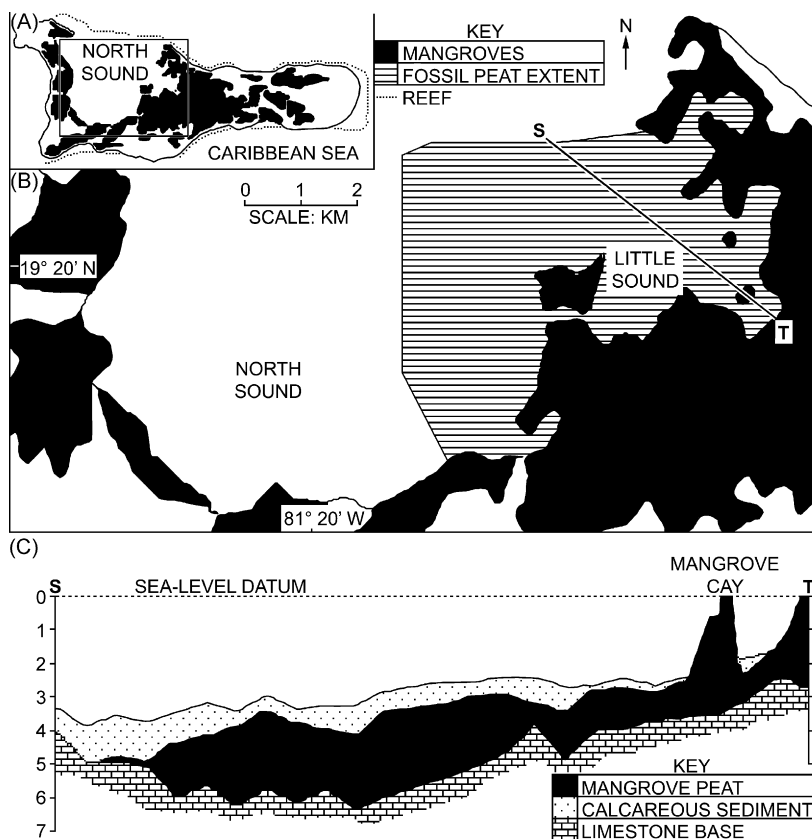 (A)
NORTH
SOUND
CARIBBEAN SEA
KEY
MANGROVES
FOSSIL PEAT EXTENT
REEF
N
(B)
0 1 2
SCALE: KM
S
19° 20’ N
LITTLE
SOUND
T
NORTH
SOUND
81° 20’ W
(C)
MANGROVE
CAY
S
SEA-LEVEL DATUM
T
0
1
2
3
4
5
6
7
KEY
MANGROVE PEAT
CALCAREOUS SEDIMENT
LIMESTONE BASE